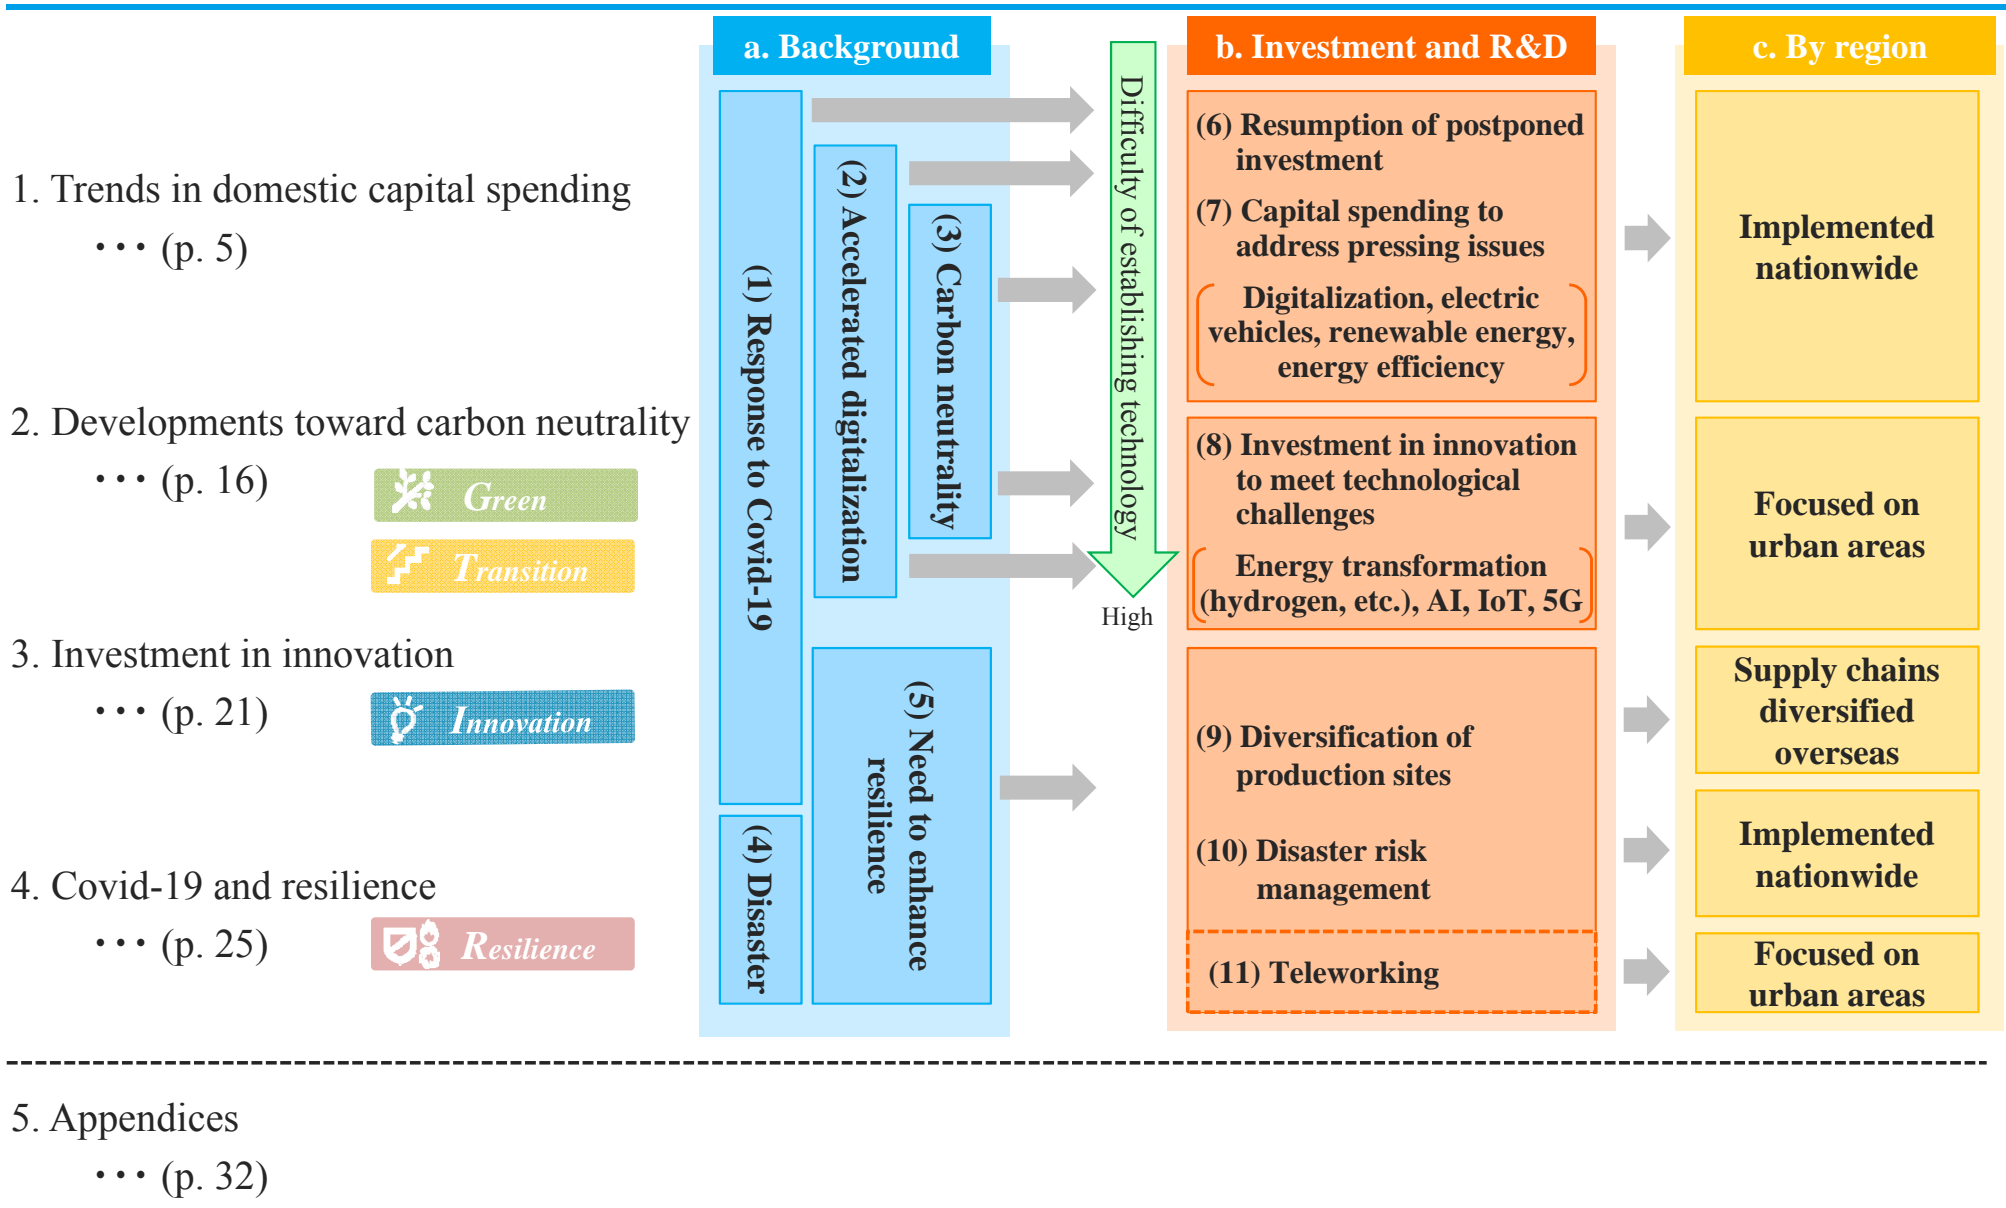 1. Trends in domestic capital spending
··· (p. 5)
2. Developments toward carbon neutrality
··· (p. 16)
Green
Transition
3. Investment in innovation
··· (p. 21)
Innovation
4. Covid-19 and resilience
··· (p. 25)
Resilience
a. Background
(1) Response to Covid-19
(2) Accelerated digitalization
(3) Carbon neutrality
(4) Disaster
(5) Need to enhance
resilience
Difficulty of establishing technology
High
b. Investment and R&D
(6) Resumption of postponed
investment
(7) Capital spending to
address pressing issues
Digitalization, electric
vehicles, renewable energy,
energy efficiency
(8) Investment in innovation
to meet technological
challenges
Energy transformation
(hydrogen, etc.), AI, IoT, 5G
(9) Diversification of
production sites
(10) Disaster risk
management
(11) Teleworking
c. By region
Implemented
nationwide
Focused on
urban areas
Supply chains
diversified
overseas
Implemented
nationwide
Focused on
urban areas
5. Appendices
··· (p. 32)